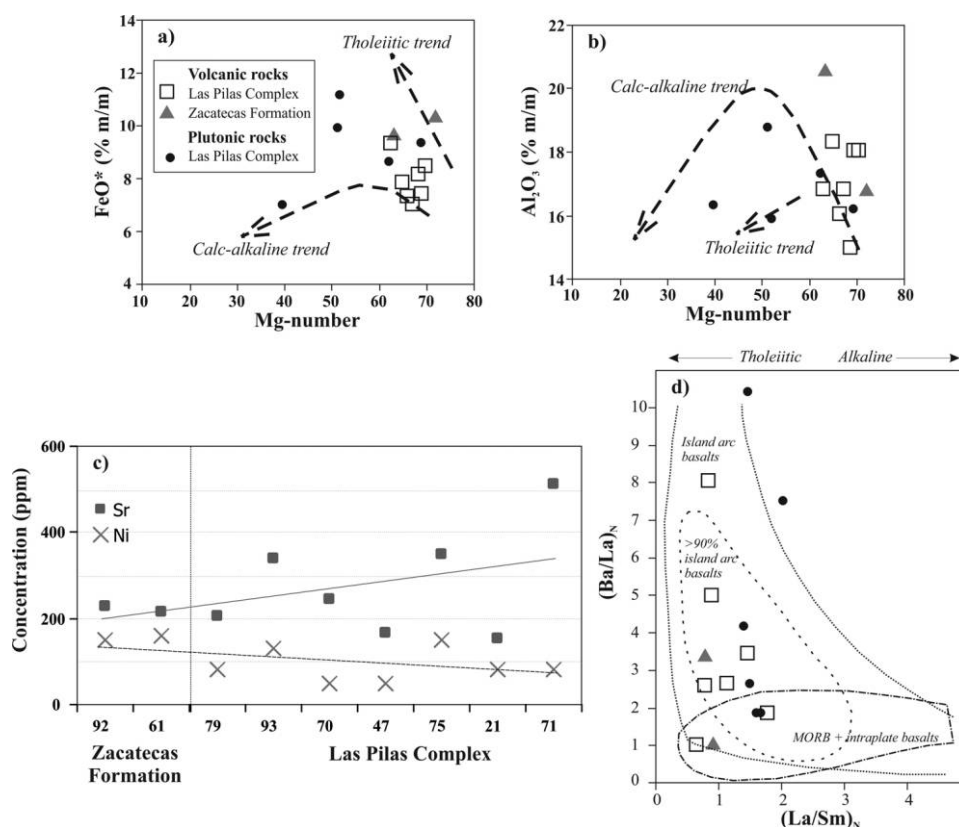 a)
14
12
10
8
6
4
FeO* (% m/m)
Tholeiitic trend
Volcanic rocks
Las Pilas Complex
Zacatecas Formation
Plutonic rocks
Las Pilas Complex
Calc-alkaline trend
10 20 30 40 50 60 70 80
Mg-number
b)
22
20
18
16
14
Al₂O₃ (% m/m)
Calc-alkaline trend
Tholeiitic trend
10 20 30 40 50 60 70 80
Mg-number
c)
600
400
200
0
Concentration (ppm)
Sr
Ni
92 61 79 93 70 47 75 21 71
Zacatecas
Formation
Las Pilas Complex
Tholeiitic Alkaline
d)
10
9
8
7
6
5
4
3
2
1
0
(Ba/La)N
Island arc
basalts
>90%
island arc
basalts
MORB + intraplate basalts
0 1 2 3 4
(La/Sm)N